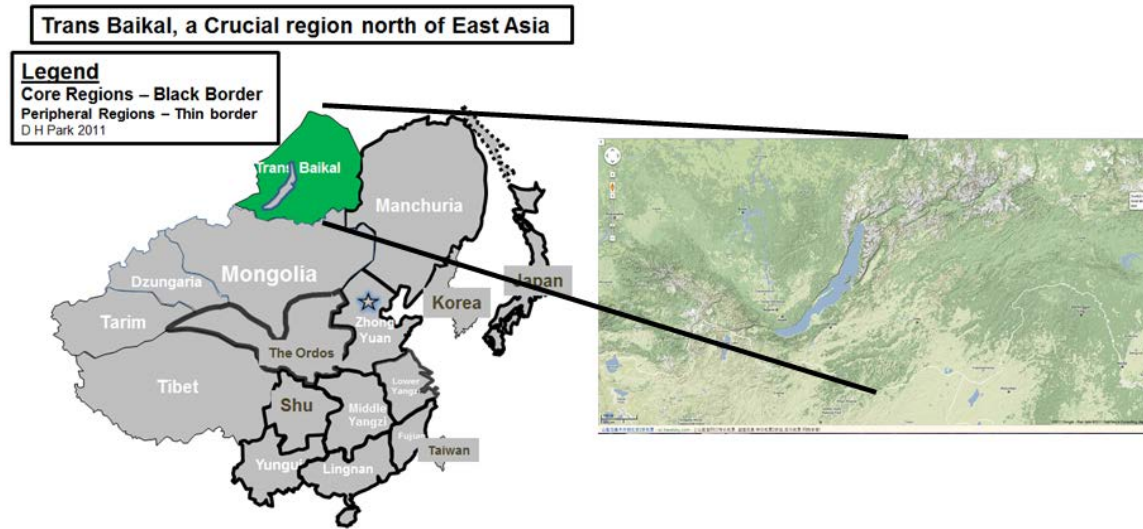 Trans Baikal, a Crucial region north of East Asia
Legend
Core Regions – Black Border
Peripheral Regions – Thin border
D H Park 2011
Trans Baikal
Manchuria
Mongolia
Dzungaria
Japan
Korea
Tarim
Zhong
Yuan
The Ordos
Tibet
Lower
Shu
Middle
Yangzi
Fujian
Taiwan
Yungui
Lingnan